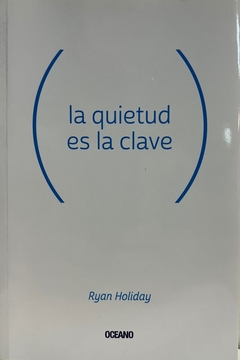 (la quietud
es la clave)
Ryan Holiday
OCEANO